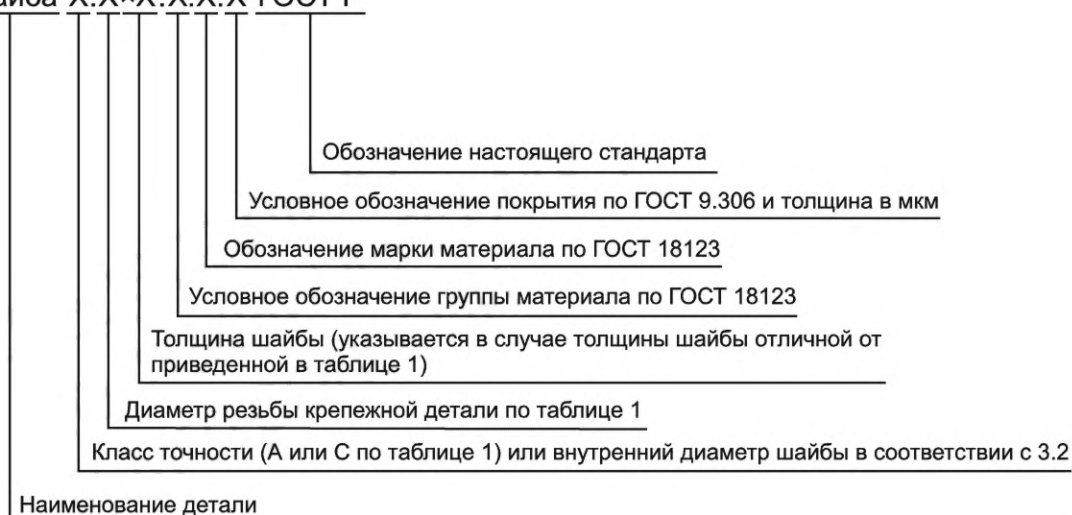 Обозначение настоящего стандарта
Условное обозначение покрытия по ГОСТ 9.306 и толщина в мкм
Обозначение марки материала по ГОСТ 18123
Условное обозначение группы материала по ГОСТ 18123
Толщина шайбы (указывается в случае толщины шайбы отличной от
приведенной в таблице 1)
Диаметр резьбы крепежной детали по таблице 1
Класс точности (А или С по таблице 1) или внутренний диаметр шайбы в соответствии с 3.2
Наименование детали